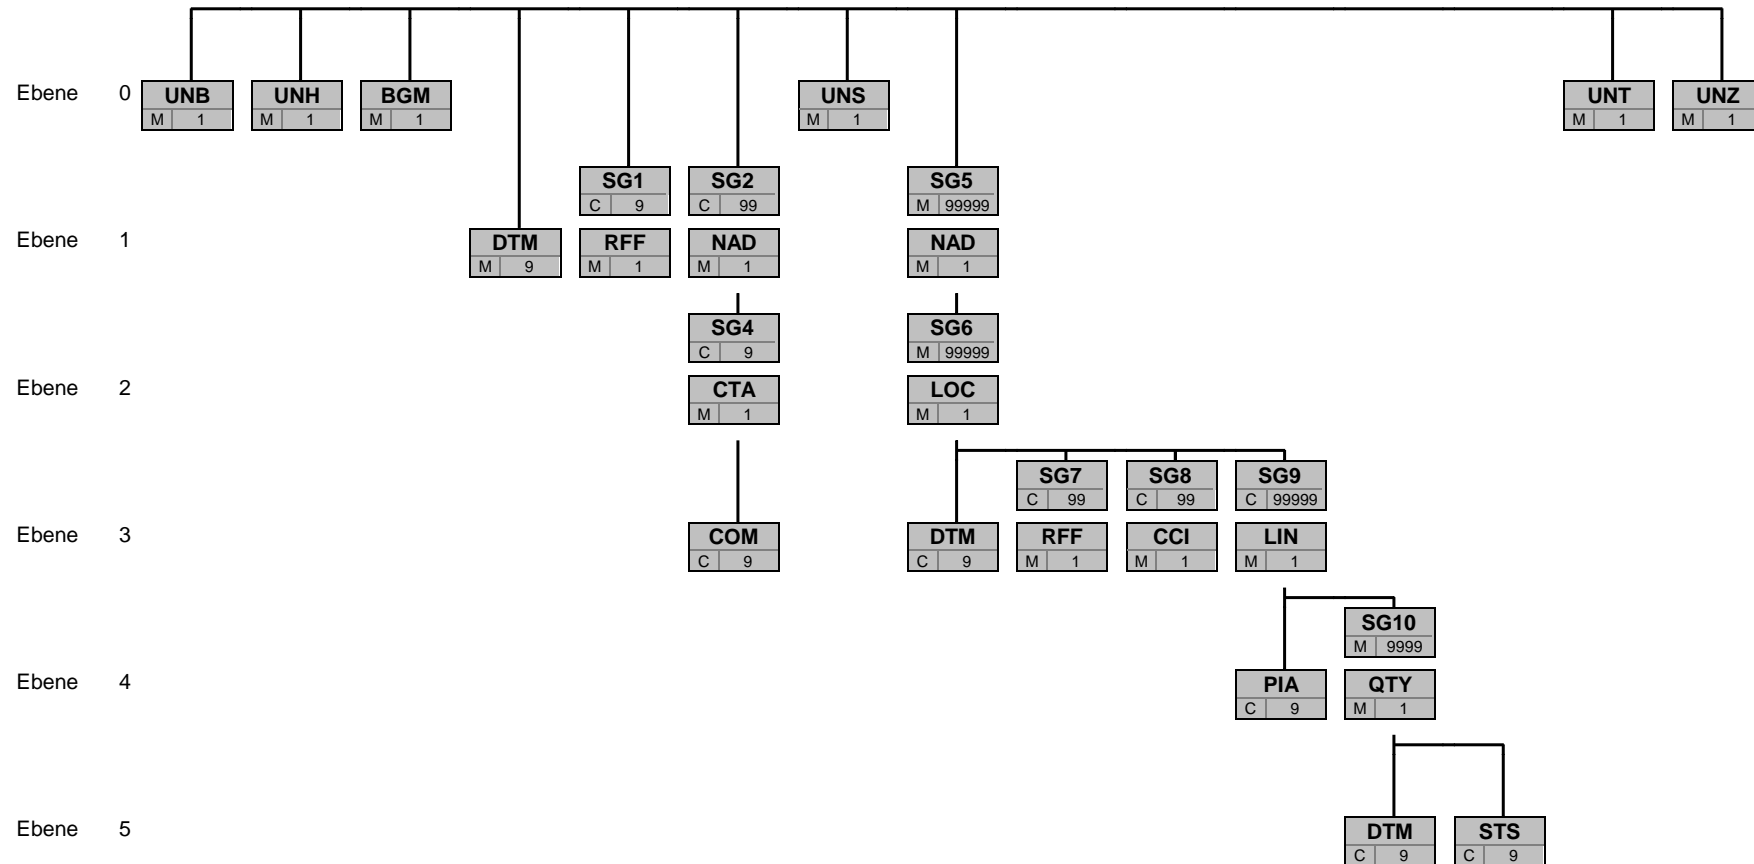 Ebene 0 UNB UNH BGM UNS UNT UNZ
M 1 M 1 M 1 M 1 M 1 M 1
SG1 SG2 SG5
C 9 C 99 M 99999
Ebene 1 DTM RFF NAD NAD
M 9 M 1 M 1 M 1
SG4 SG6
C 9 M 99999
Ebene 2 CTA LOC
M 1 M 1
SG7 SG8 SG9
C 99 C 99 C 99999
Ebene 3 COM DTM RFF CCI LIN
C 9 C 9 M 1 M 1 M 1
SG10
M 9999
Ebene 4 PIA QTY
C 9 M 1
Ebene 5 DTM STS
C 9 C 9